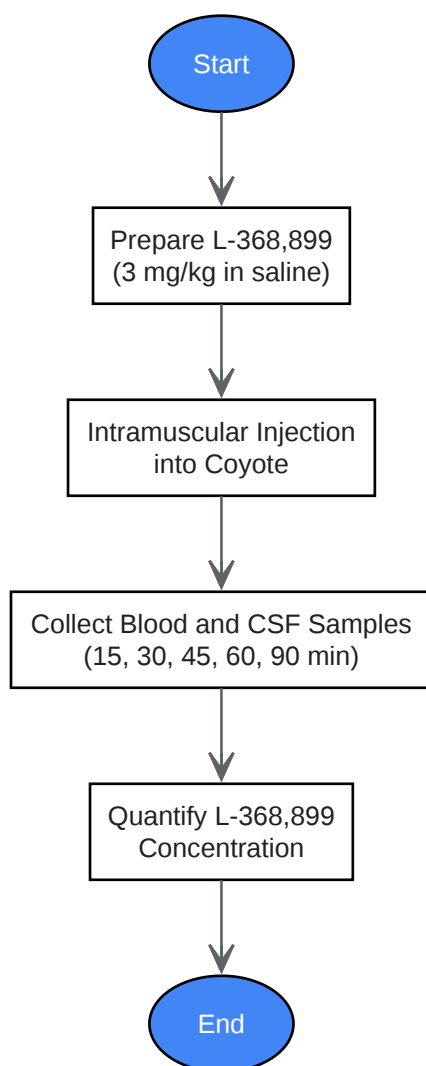 Start
Prepare L-368,899
(3 mg/kg in saline)
Intramuscular Injection
into Coyote
Collect Blood and CSF Samples
(15, 30, 45, 60, 90 min)
Quantify L-368,899
Concentration
End